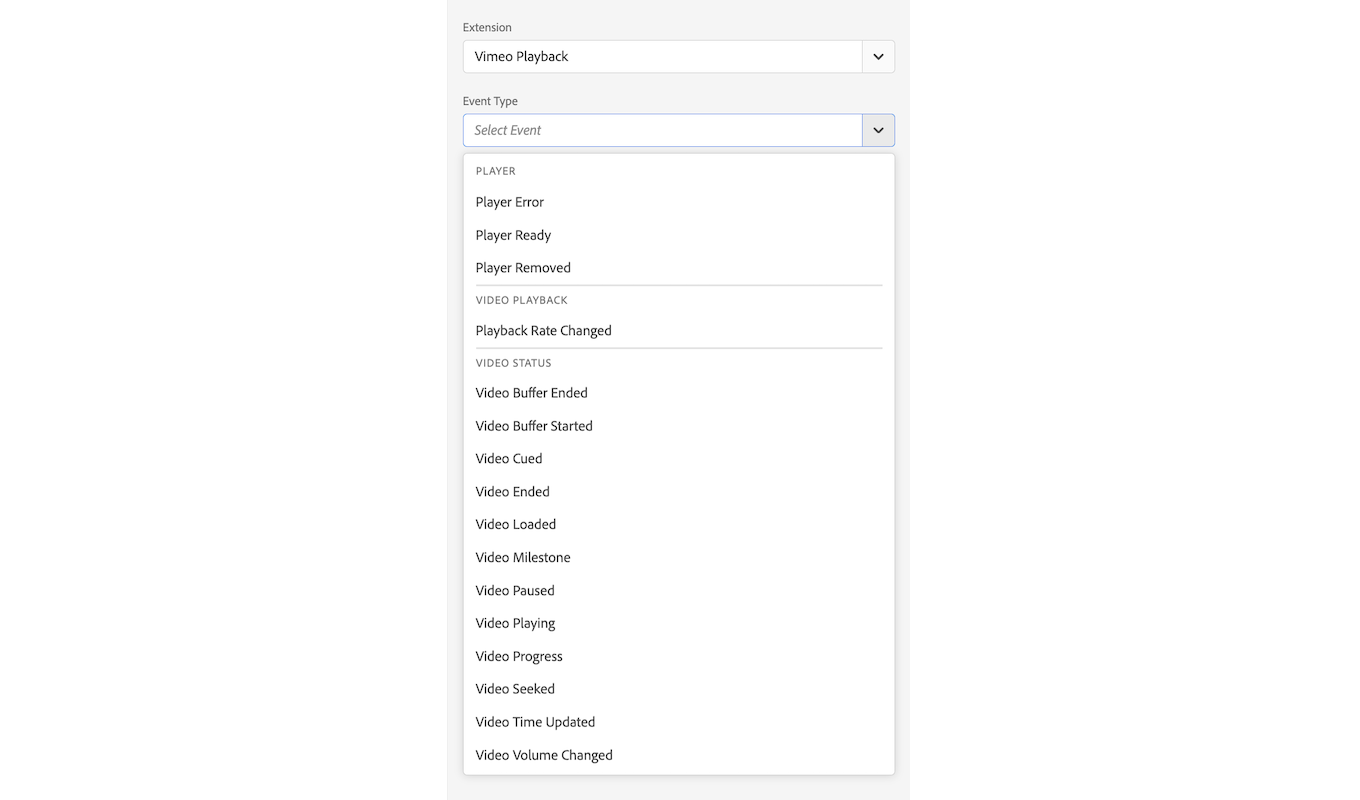 Extension
Vimeo Playback
Event Type
Select Event
PLAYER
Player Error
Player Ready
Player Removed
VIDEO PLAYBACK
Playback Rate Changed
VIDEO STATUS
Video Buffer Ended
Video Buffer Started
Video Cued
Video Ended
Video Loaded
Video Milestone
Video Paused
Video Playing
Video Progress
Video Seeked
Video Time Updated
Video Volume Changed